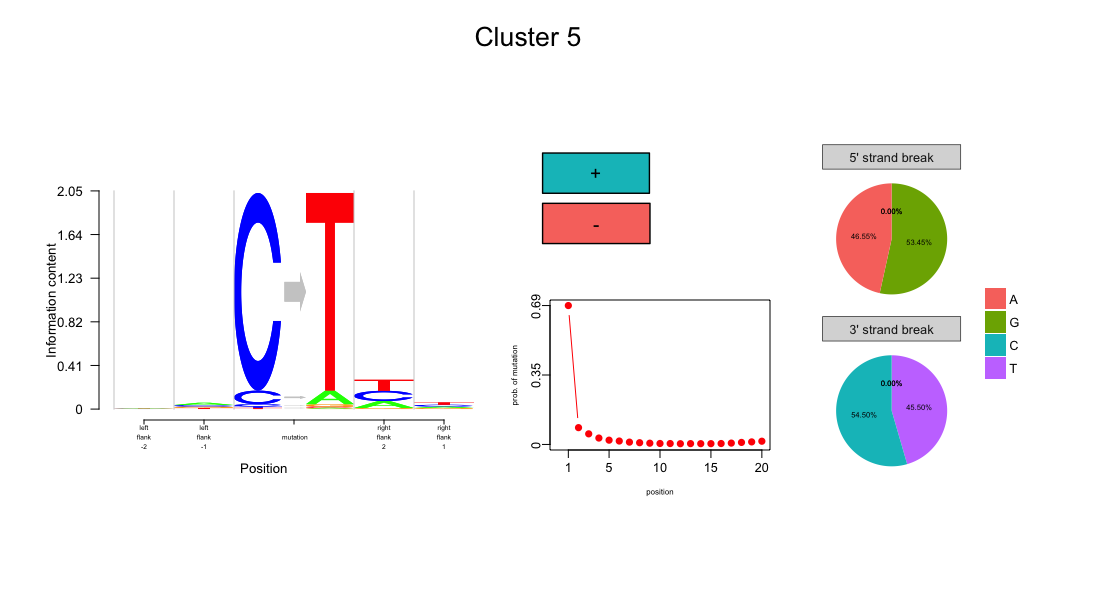 Cluster 5
2.05
1.64
1.23
0.82
0.41
0
Information content
C T
C A
T
C
A
left flank -2
left flank -1
mutation
right flank 2
right flank 1
Position
+
-
0.69
0.35
0
prob. of mutation
1 5 10 15 20
position
5' strand break
0.00%
46.55%
53.45%
3' strand break
0.00%
54.50%
45.50%
A
G
C
T